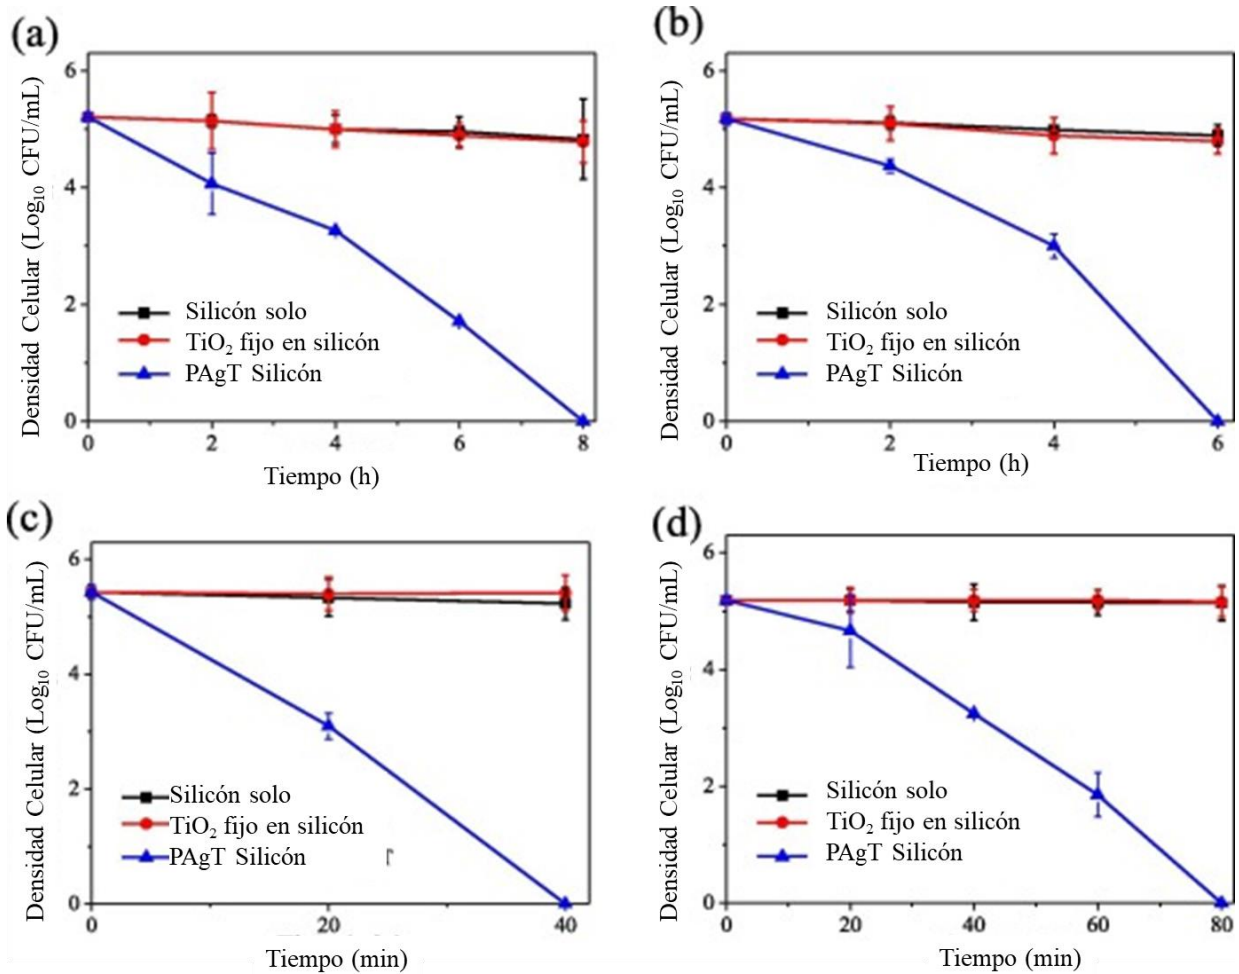 (a)
Densidad Celular (Log₁₀ CFU/mL)
6
4
2
0
Silicón solo
TiO₂ fijo en silicón
PAgT Silicón
0 2 4 6 8
Tiempo (h)
(b)
Densidad Celular (Log₁₀ CFU/mL)
6
4
2
0
Silicón solo
TiO₂ fijo en silicón
PAgT Silicón
0 2 4 6
Tiempo (h)
(c)
Densidad Celular (Log₁₀ CFU/mL)
6
4
2
0
Silicón solo
TiO₂ fijo en silicón
PAgT Silicón
0 20 40
Tiempo (min)
(d)
Densidad Celular (Log₁₀ CFU/mL)
6
4
2
0
Silicón solo
TiO₂ fijo en silicón
PAgT Silicón
0 20 40 60 80
Tiempo (min)